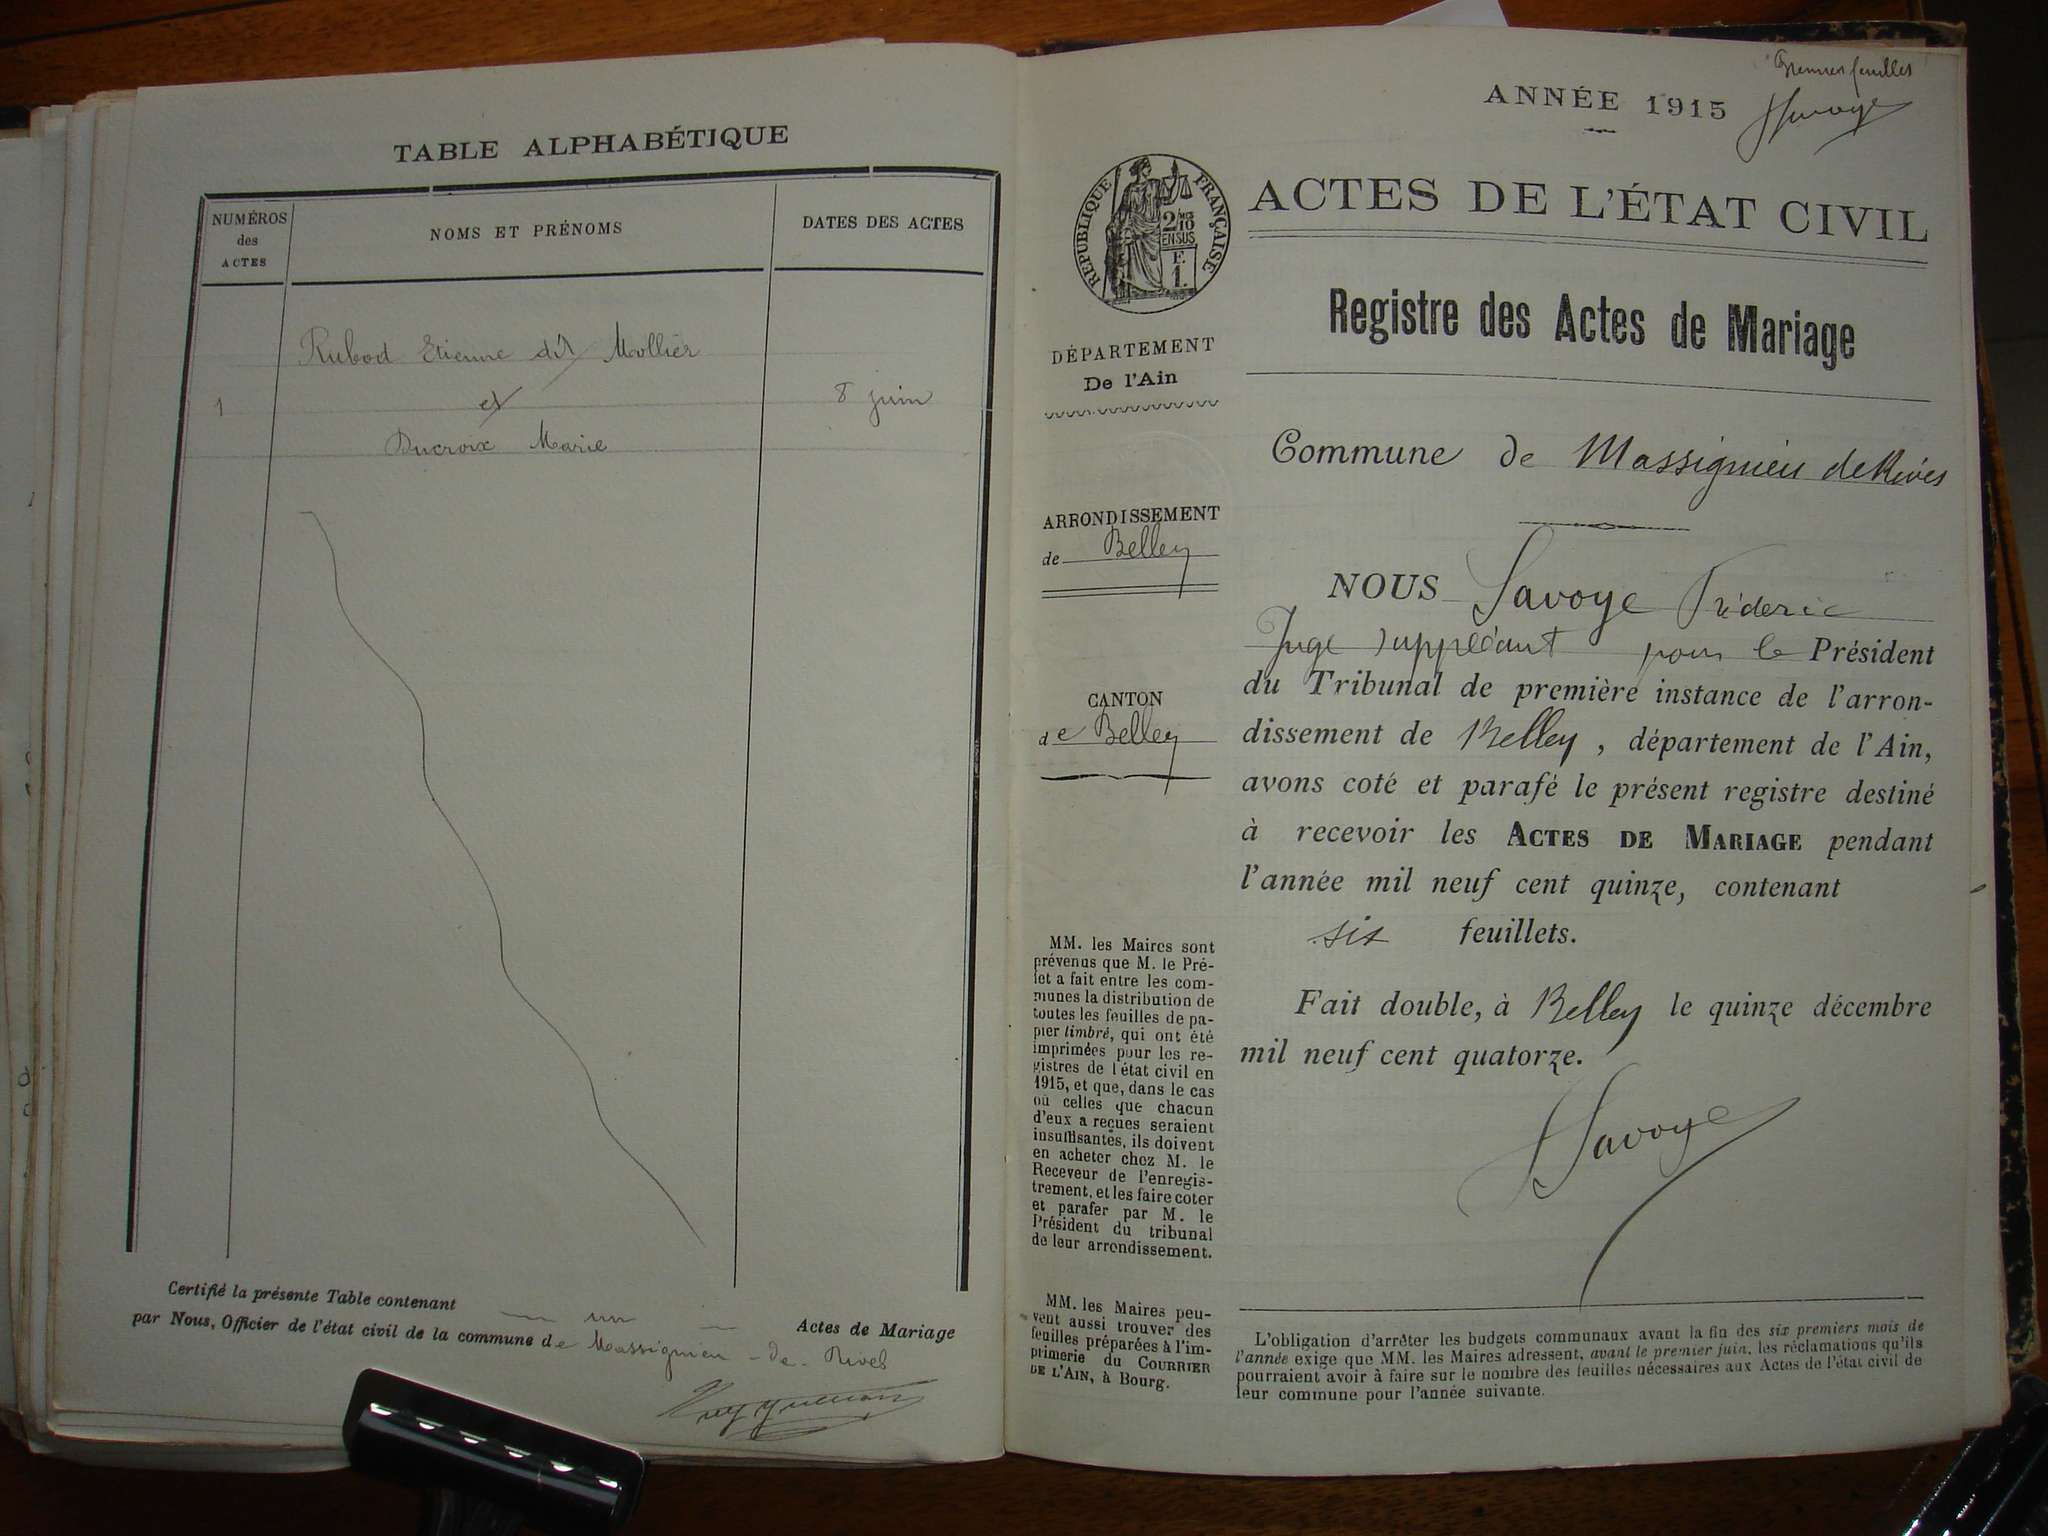 TABLE ALPHABÉTIQUE
NUMÉROS
des
ACTES
NOMS ET PRÉNOMS
DATES DES ACTES
Rubod Etienne dit Mollier
1
et
8 juin
Ducroix Marie
Certifié la présente Table contenant un Actes de Mariage
par Nous, Officier de l'état civil de la commune de Massignieu-de-Rives
Premier feuillet
ANNÉE 1915
Savoye
RÉPUBLIQUE FRANÇAISE
2/10
EN SUS
F.
1.
ACTES DE L'ÉTAT CIVIL
Registre des Actes de Mariage
DÉPARTEMENT
De l'Ain
Commune de Massignieu de Rives
ARRONDISSEMENT
de Belley
CANTON
de Belley
NOUS Savoye Fréderic
Juge suppléant pour le Président
du Tribunal de première instance de l'arron-
dissement de Belley, département de l'Ain,
avons coté et parafé le présent registre destiné
à recevoir les ACTES DE MARIAGE pendant
l'année mil neuf cent quinze, contenant
six feuillets.
Fait double, à Belley le quinze décembre
mil neuf cent quatorze.
Savoye
MM. les Maires sont
prévenus que M. le Pré-
fet a fait entre les com-
munes la distribution de
toutes les feuilles de pa-
pier timbré, qui ont été
imprimées pour les re-
gistres de l'état civil en
1915, et que, dans le cas
où celles que chacun
d'eux a reçues seraient
insuffisantes, ils doivent
en acheter chez M. le
Receveur de l'enregis-
trement, et les faire coter
et parafer par M. le
Président du tribunal
de leur arrondissement.
MM. les Maires peu-
vent aussi trouver des
feuilles préparées à l'im-
primerie du COURRIER
DE L'AIN, à Bourg.
L'obligation d'arrêter les budgets communaux avant la fin des six premiers mois de
l'année exige que MM. les Maires adressent, avant le premier juin, les réclamations qu'ils
pourraient avoir à faire sur le nombre des feuilles nécessaires aux Actes de l'état civil de
leur commune pour l'année suivante.